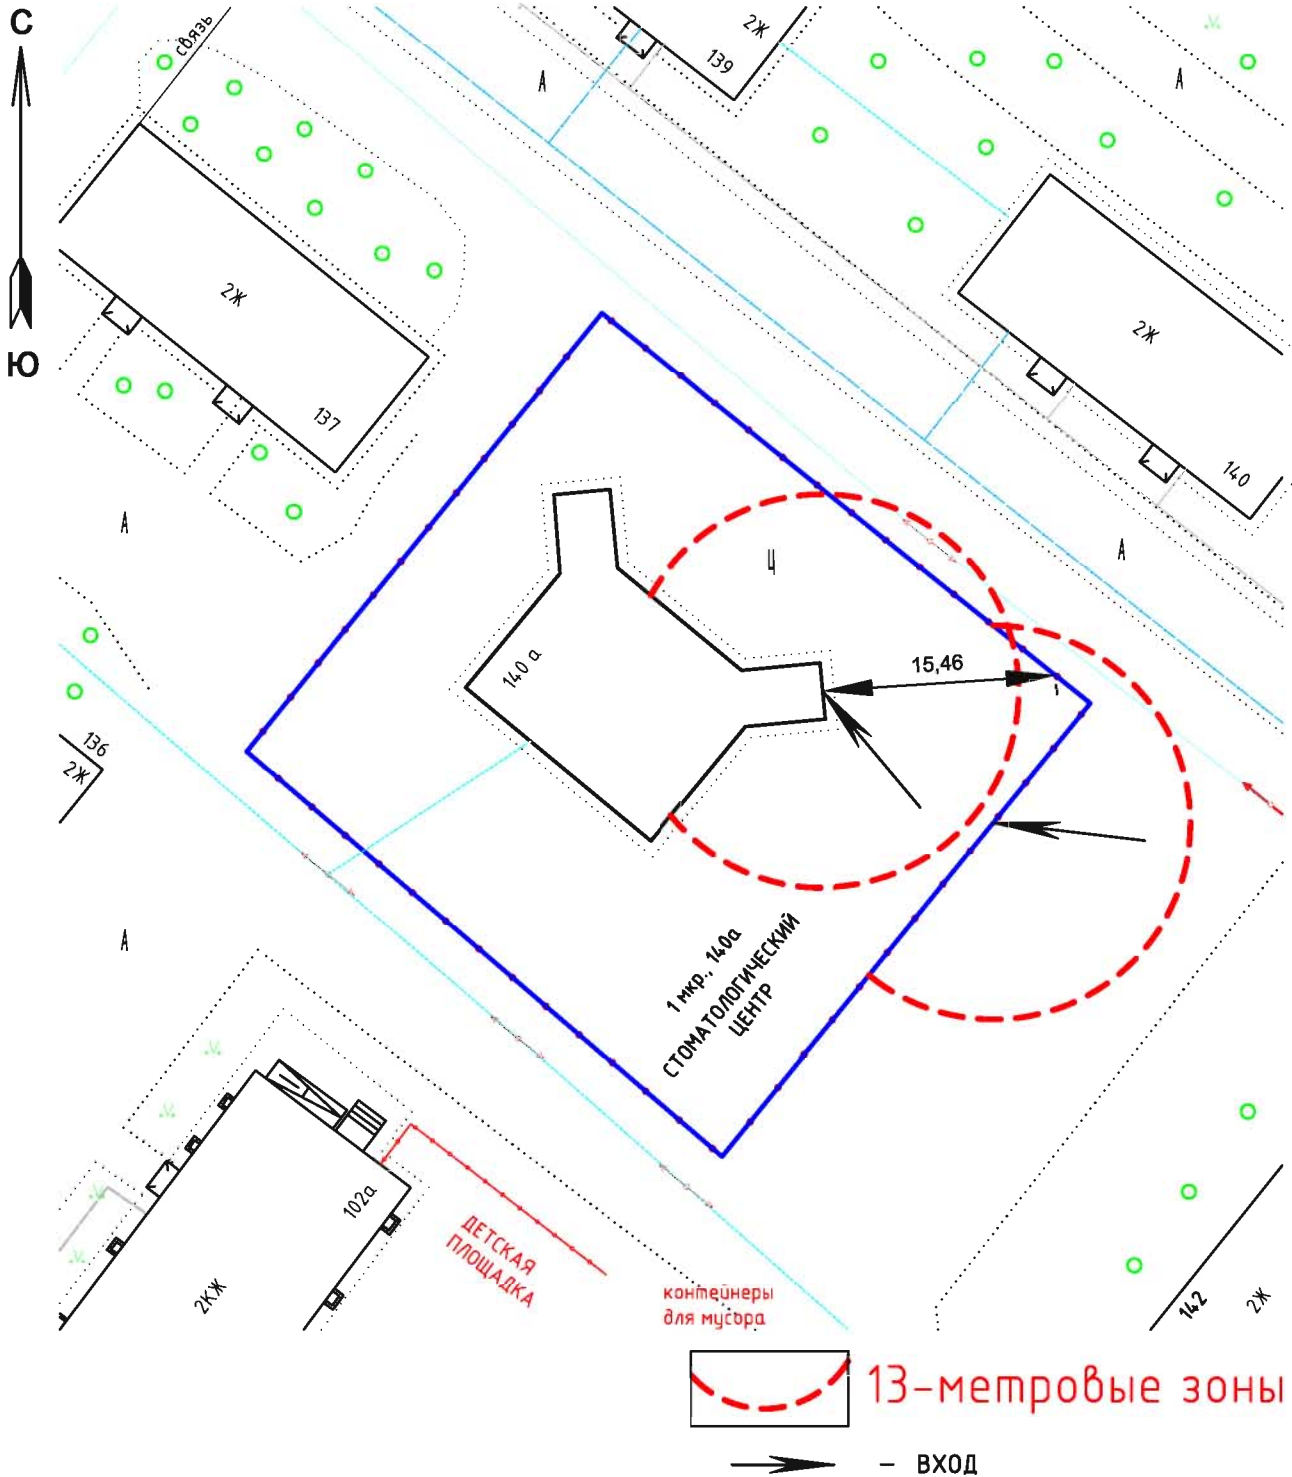 С
Ю
связь
2Ж
139
А
А
2Ж
137
2Ж
140
А
А
Ц
140 а
15,46
136
2Ж
А
1 мкр., 140а
СТОМАТОЛОГИЧЕСКИЙ
ЦЕНТР
102а
2КЖ
ДЕТСКАЯ
ПЛОЩАДКА
контейнеры
для мусора
142
2Ж
13-метровые зоны
– ВХОД